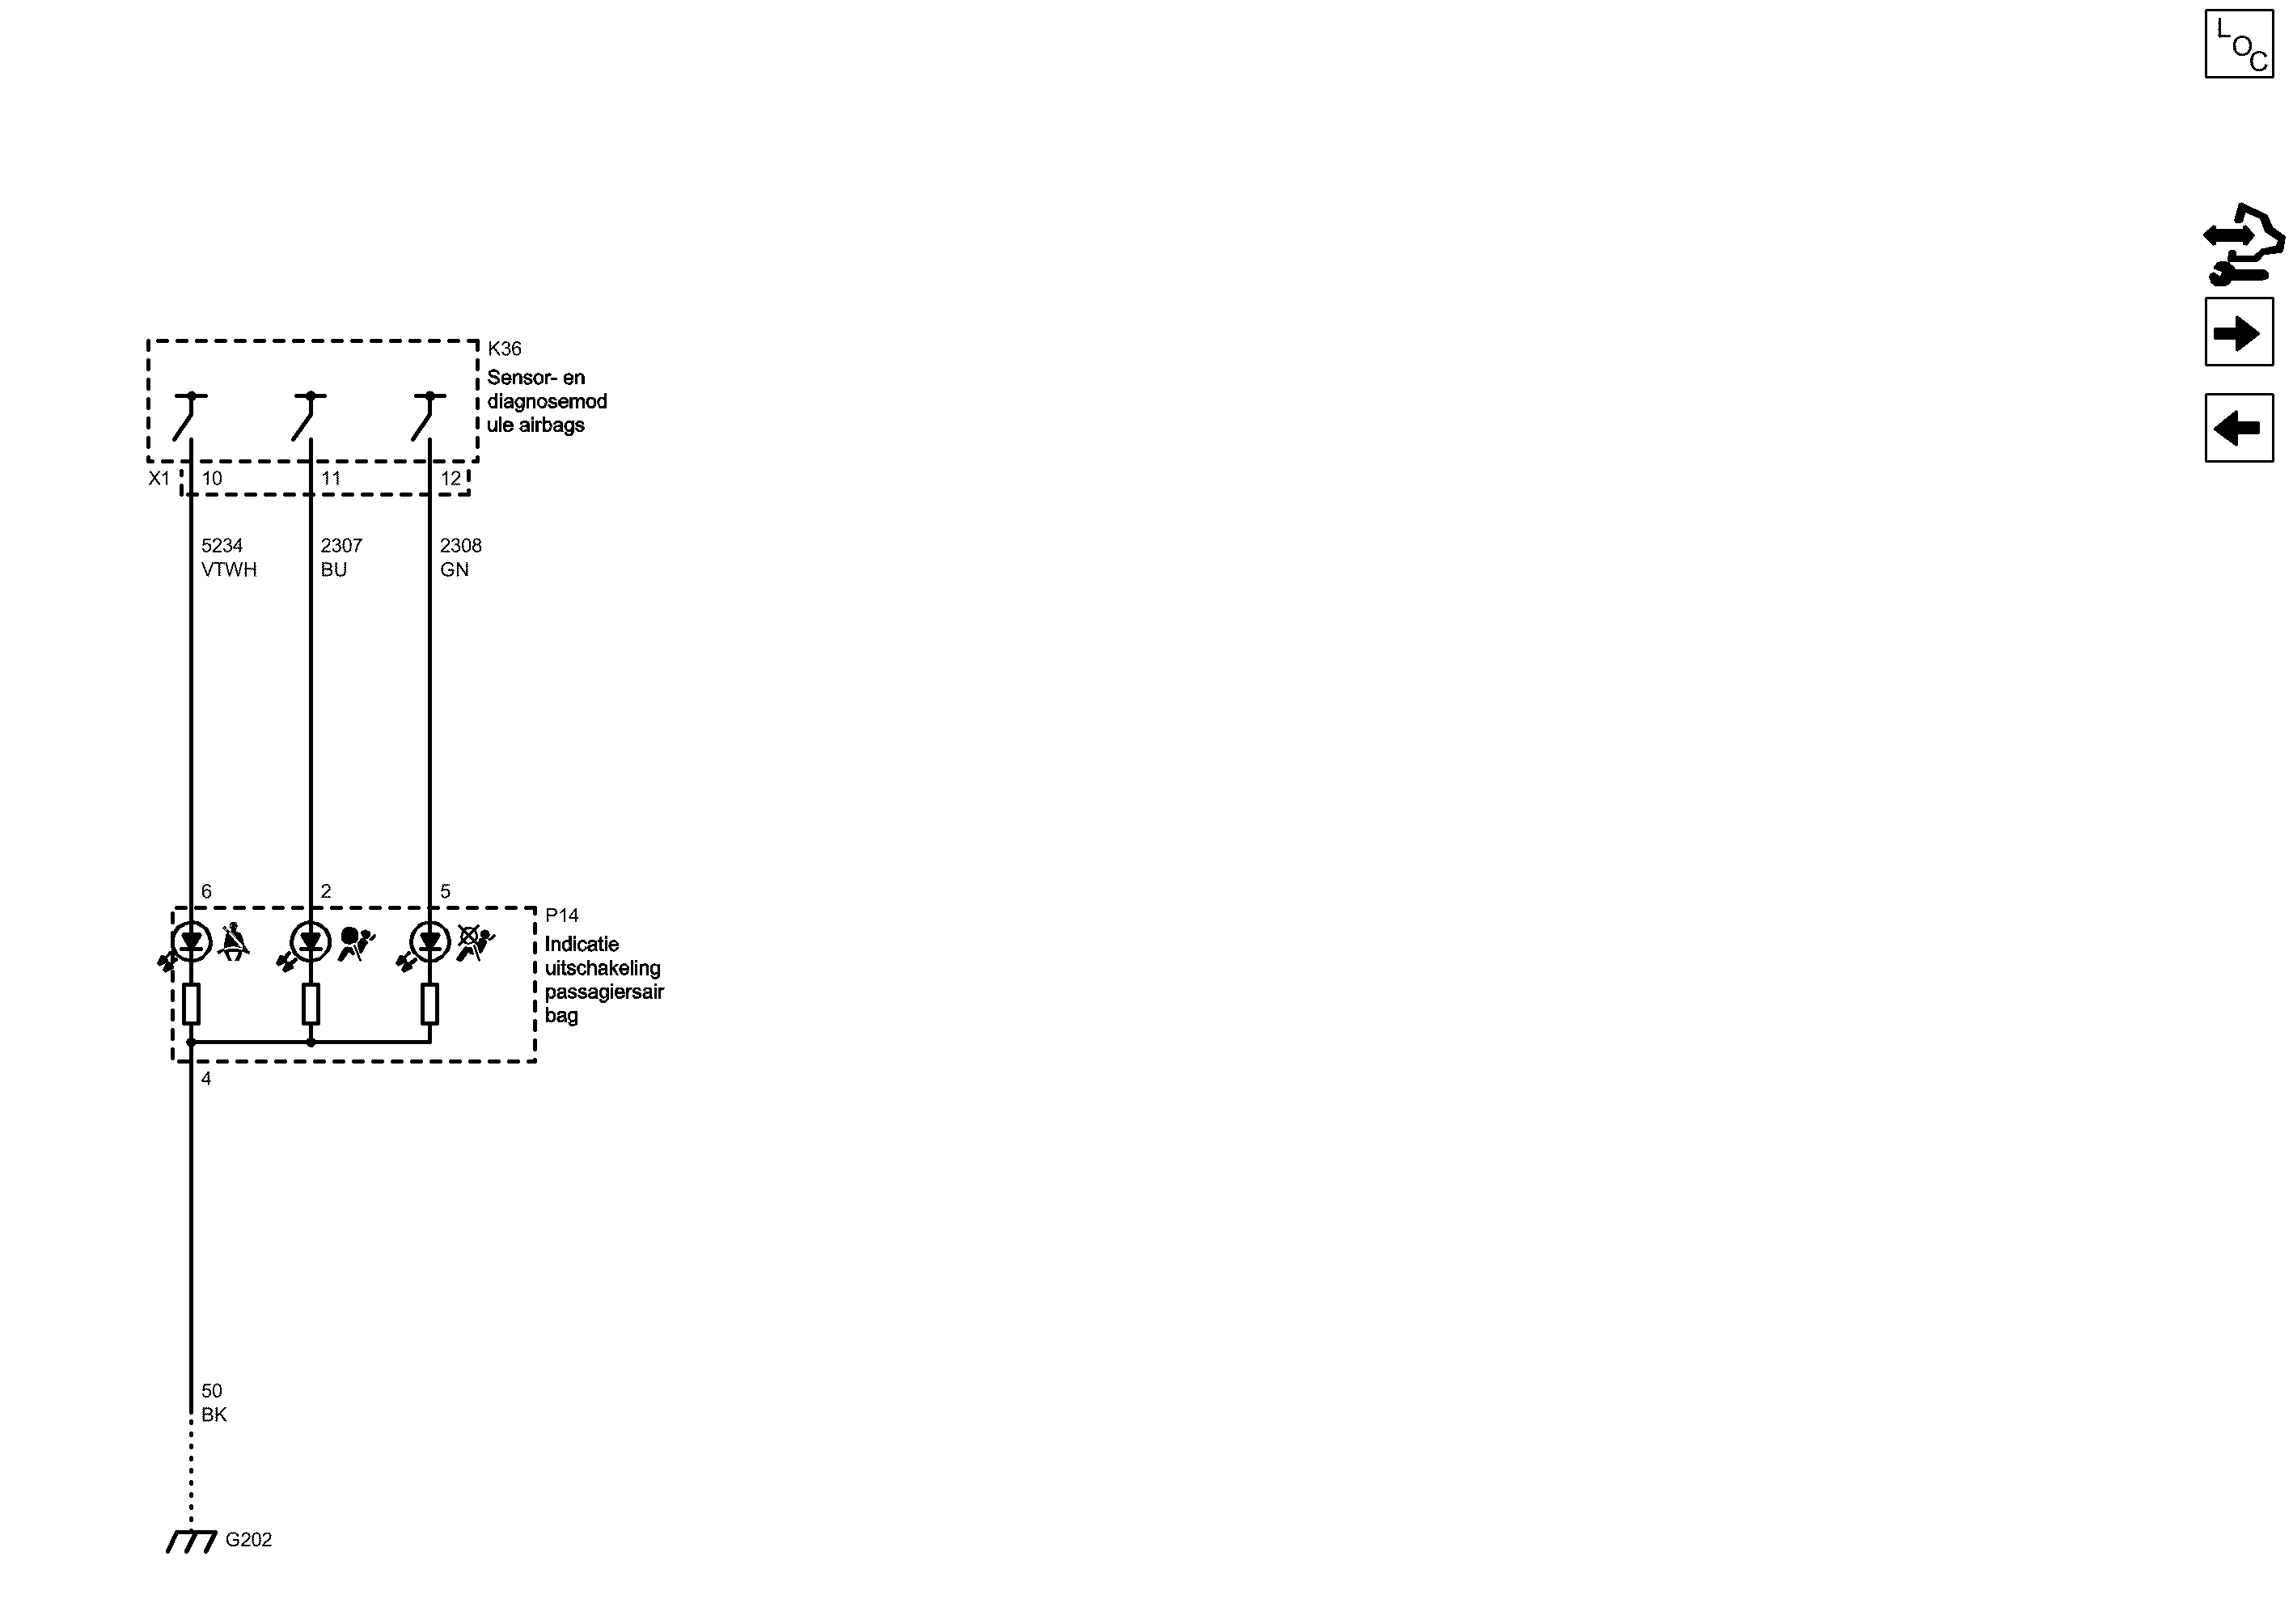 LOC
K36
Sensor- en
diagnosemod
ule airbags
X1 10 11 12
5234 2307 2308
VTWH BU GN
6 2 5
P14
Indicatie
uitschakeling
passagiersair
bag
4
50
BK
G202